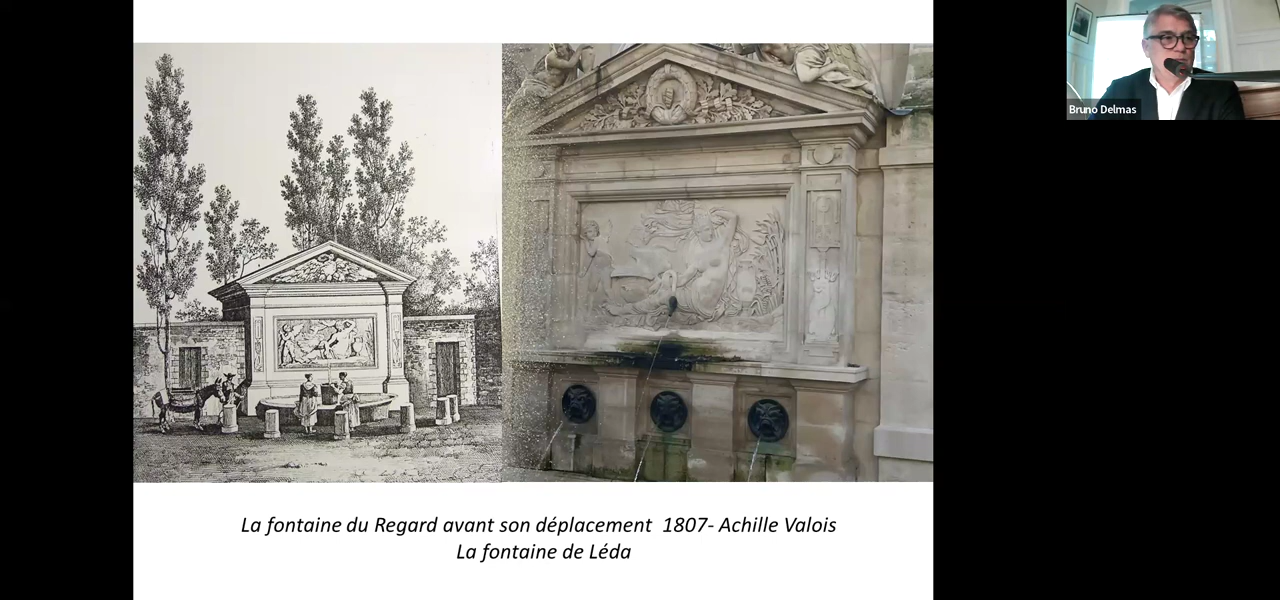 Bruno Delmas
La fontaine du Regard avant son déplacement  1807- Achille Valois
La fontaine de Léda